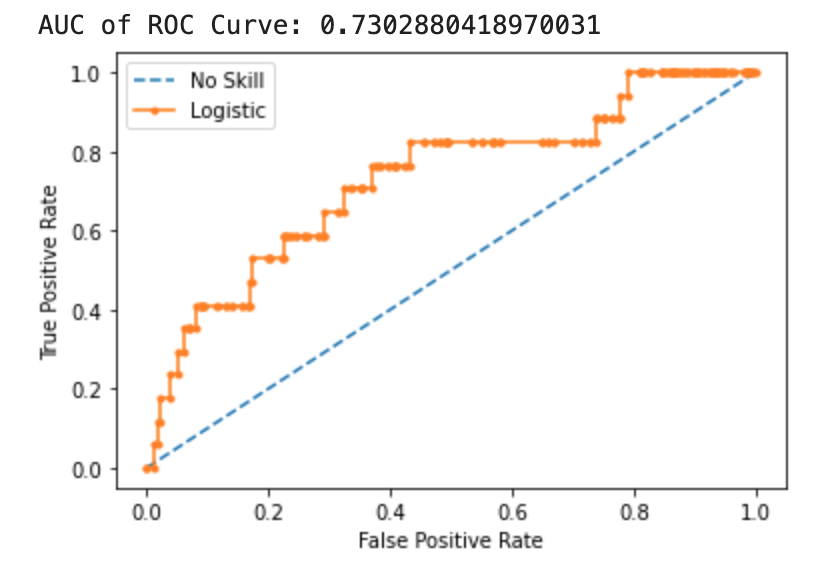 AUC of ROC Curve: 0.7302880418970031
No Skill
Logistic
1.0
0.8
0.6
0.4
0.2
0.0
True Positive Rate
0.0 0.2 0.4 0.6 0.8 1.0
False Positive Rate